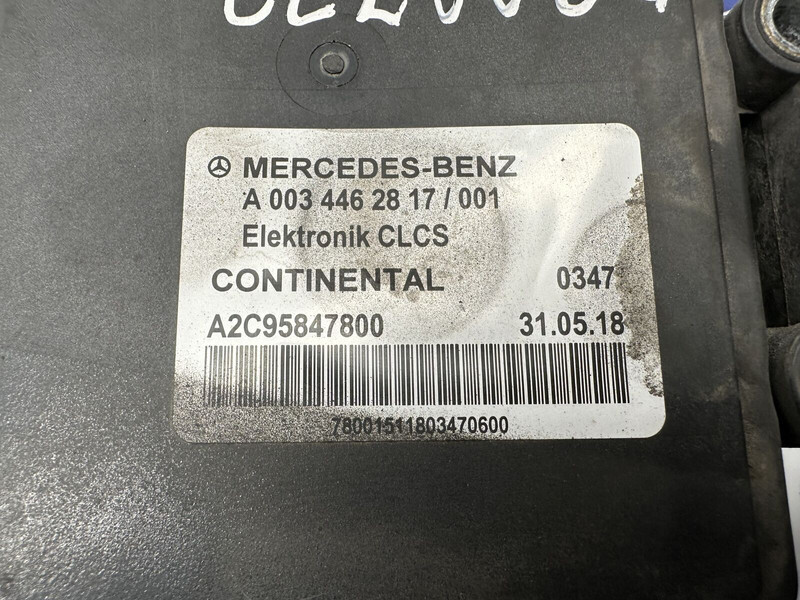 MERCEDES-BENZ
A 003 446 28 17 / 001
Elektronik CLCS
CONTINENTAL 0347
A2C95847800 31.05.18
78001511803470600